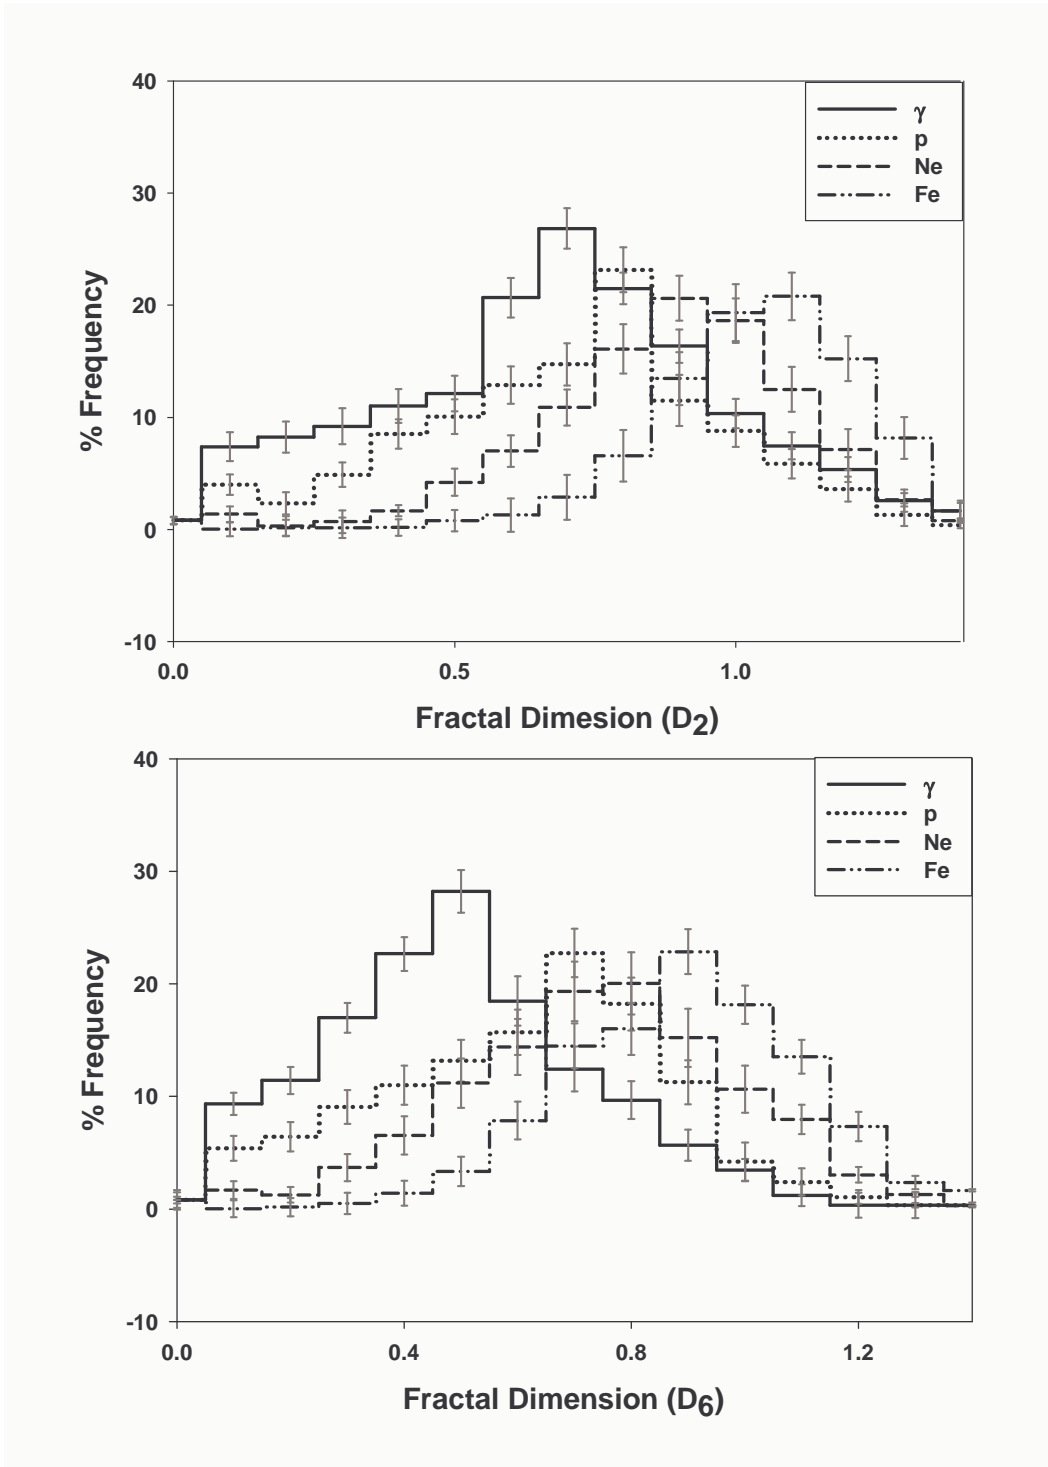 40
30
20
10
0
-10
% Frequency
γ
p
Ne
Fe
0.0 0.5 1.0
Fractal Dimesion (D2)
40
30
20
10
0
-10
% Frequency
γ
p
Ne
Fe
0.0 0.4 0.8 1.2
Fractal Dimension (D6)